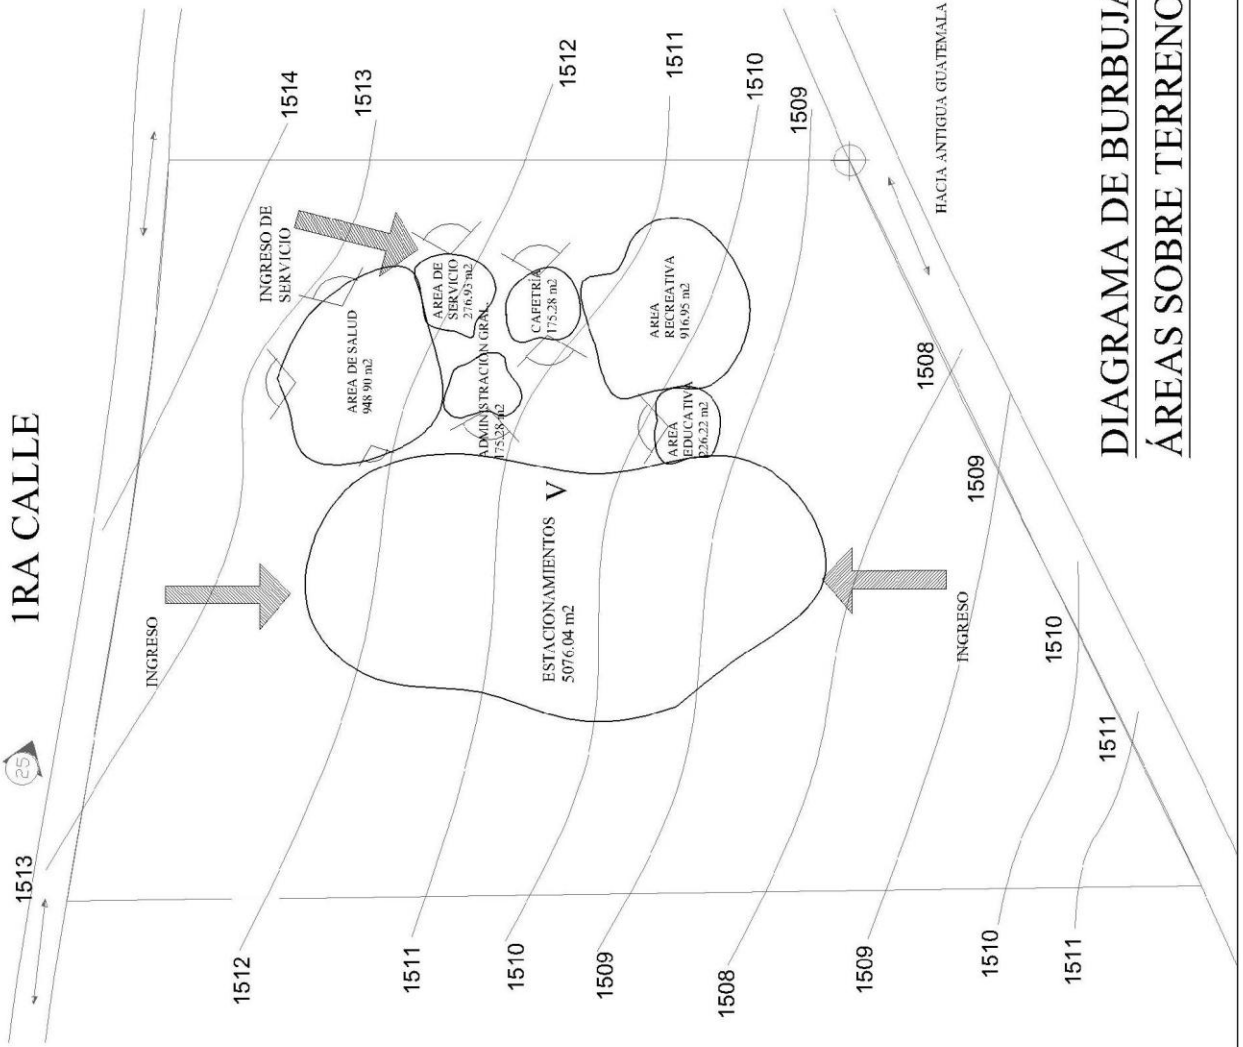 1RA CALLE
25
1513
1514
1513
1512
1511
1510
1509
INGRESO DE
SERVICIO
INGRESO
AREA DE SALUD
948.90 m2
AREA DE
SERVICIO
276.93 m2
ADMINISTRACION GRAL.
175.28 m2
CAFETRÍA
175.28 m2
AREA
RECREATIVA
916.95 m2
AREA
EDUCATIVA
226.22 m2
ESTACIONAMIENTOS
5076.04 m2
V
INGRESO
HACIA ANTIGUA GUATEMALA
1508
1509
1510
1511
1512
1511
1510
1509
1508
1509
1510
1511
DIAGRAMA DE BURBUJA
ÁREAS SOBRE TERRENO